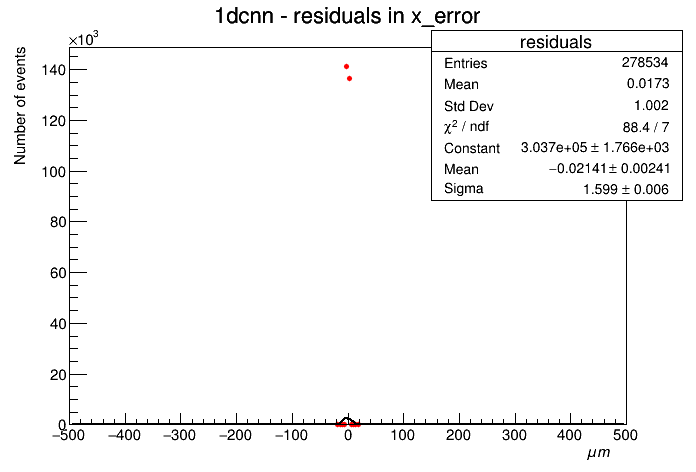 1dcnn - residuals in x_error
×10³
Number of events
140
120
100
80
60
40
20
0
−500 −400 −300 −200 −100 0 100 200 300 400 500
μm
residuals
Entries 278534
Mean 0.0173
Std Dev 1.002
χ² / ndf 88.4 / 7
Constant 3.037e+05 ± 1.766e+03
Mean −0.02141 ± 0.00241
Sigma 1.599 ± 0.006